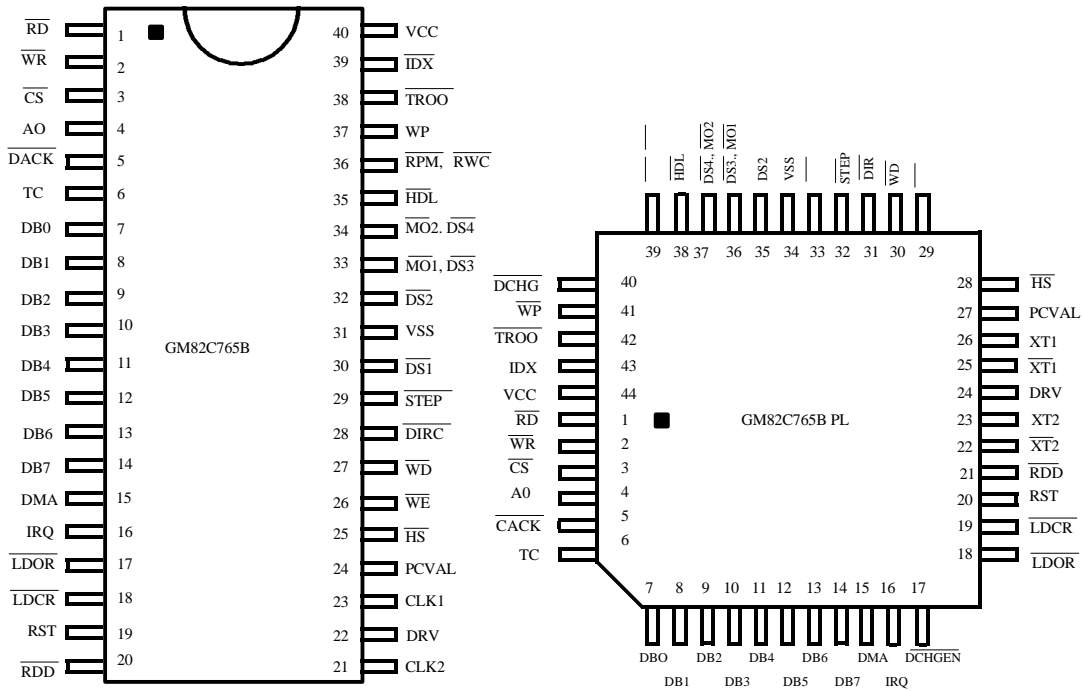 RD 1 40 VCC
WR 2 39 IDX
CS 3 38 TROO
AO 4 37 WP
DACK 5 36 RPM, RWC
TC 6 35 HDL
DB0 7 34 MO2. DS4
DB1 8 33 MO1, DS3
DB2 9 32 DS2
DB3 10 31 VSS
GM82C765B
DB4 11 30 DS1
DB5 12 29 STEP
DB6 13 28 DIRC
DB7 14 27 WD
DMA 15 26 WE
IRQ 16 25 HS
LDOR 17 24 PCVAL
LDCR 18 23 CLK1
RST 19 22 DRV
RDD 20 21 CLK2
HDL DS4., MO2 DS3., MO1 DS2 VSS STEP DIR WD
39 38 37 36 35 34 33 32 31 30 29
DCHG 40 28 HS
WP 41 27 PCVAL
TROO 42 26 XT1
IDX 43 25 XT1
VCC 44 24 DRV
RD 1 GM82C765B PL 23 XT2
WR 2 22 XT2
CS 3 21 RDD
A0 4 20 RST
CACK 5 19 LDCR
TC 6 18 LDOR
7 8 9 10 11 12 13 14 15 16 17
DBO DB2 DB4 DB6 DMA DCHGEN
DB1 DB3 DB5 DB7 IRQ